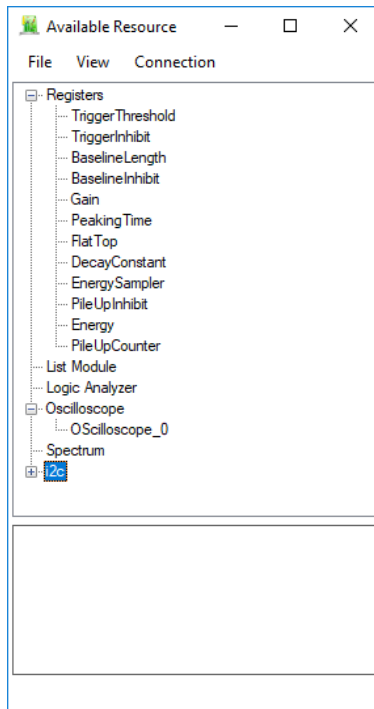 Available Resource
File View Connection
Registers
TriggerThreshold
TriggerInhibit
BaselineLength
BaselineInhibit
Gain
PeakingTime
FlatTop
DecayConstant
EnergySampler
PileUpInhibit
Energy
PileUpCounter
List Module
Logic Analyzer
Oscilloscope
OScilloscope_0
Spectrum
i2c